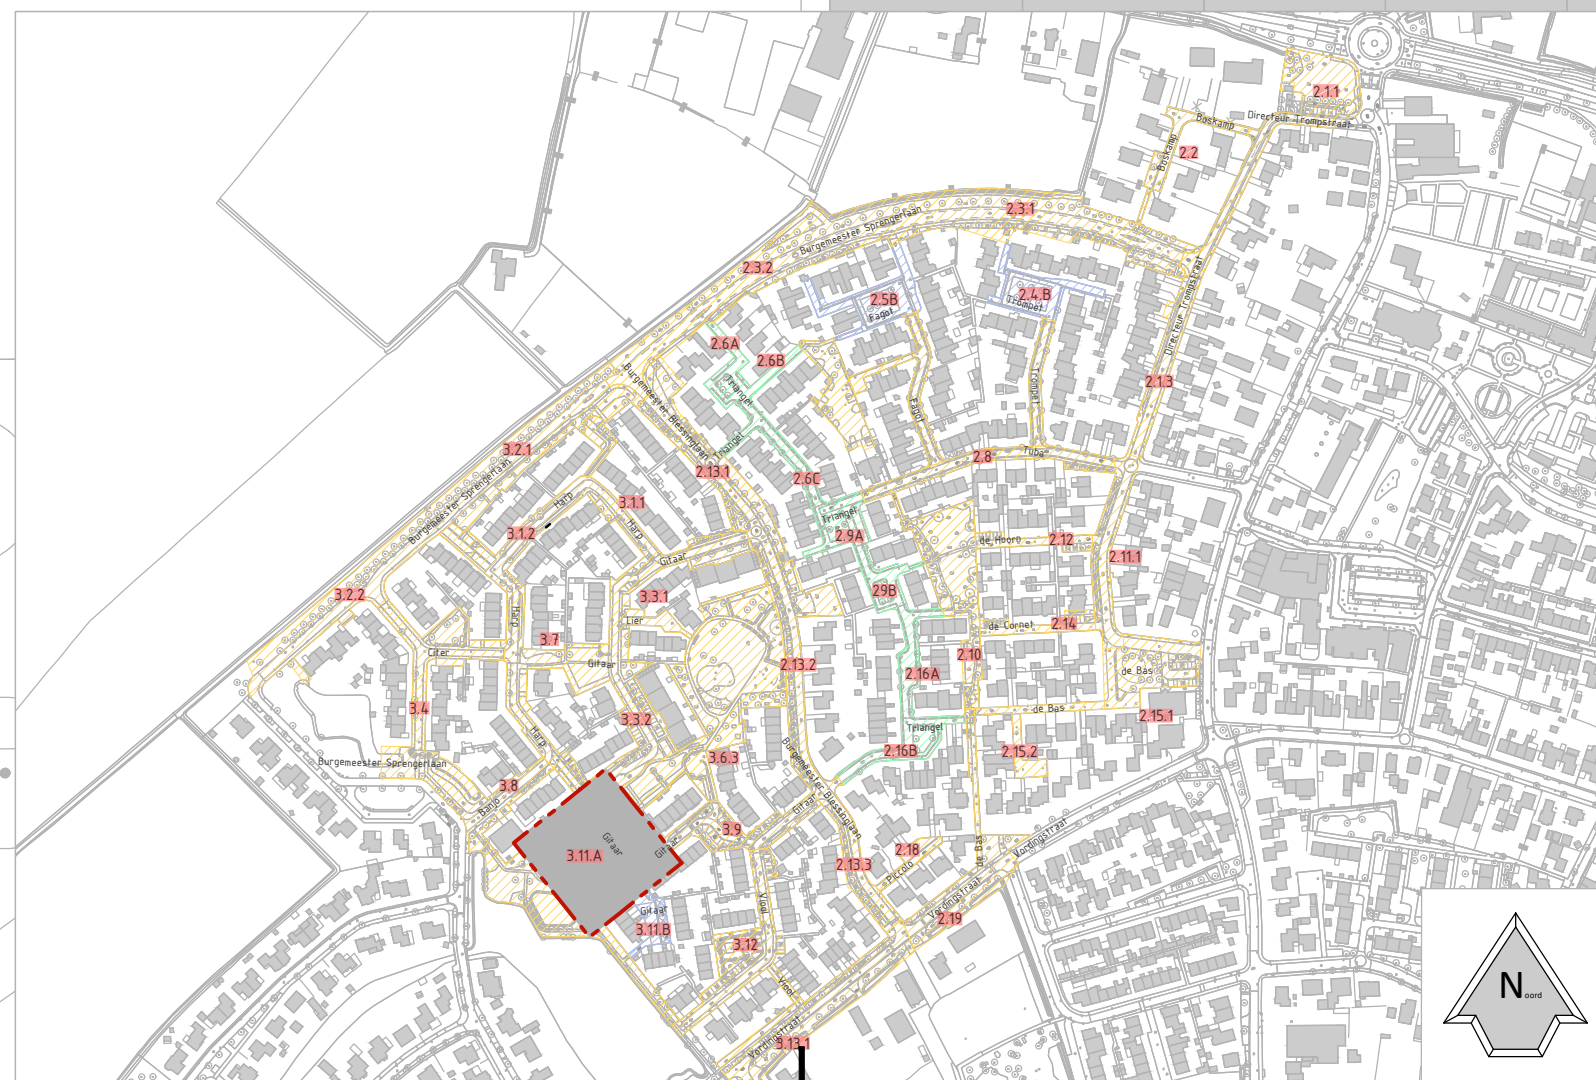 2.1.1
Directeur Trompstraat
Boskamp
Boskamp
2.2
2.3.1
Burgemeester Sprengerlaan
2.3.2
2.5B
Fagot
2.4.B
Trompet
Directeur Trompstraat
2.6A
2.6B
Triangel
Burgemeester Blessinglaan
Trompet
2.1.3
Fagot
Triangel
3.2.1
Burgemeester Sprengerlaan
2.13.1
2.6C
2.8
Tuba
Harp
3.1.1
Harp
3.1.2
Triangel
2.9A
de Hoorn
2.12
2.11.1
Gitaar
3.2.2
3.3.1
29B
Harp
Lier
de Cornet
2.14
3.7
Citer
Gitaar
2.13.2
2.10
2.16A
de Bas
3.4
3.3.2
de Bas
2.15.1
Harp
Triangel
2.16B
2.15.2
Burgemeester Sprengerlaan
3.6.3
Burgemeester Blessinglaan
3.8
Banjo
Gitaar
3.9
Gitaar
Gitaar
3.11.A
2.18
Piccolo
2.13.3
de Bas
Vordingstraat
Vordingstraat
2.19
Gitaar
3.11.B
Viool
3.12
Viool
Vordingstraat
3.13.1
Noord